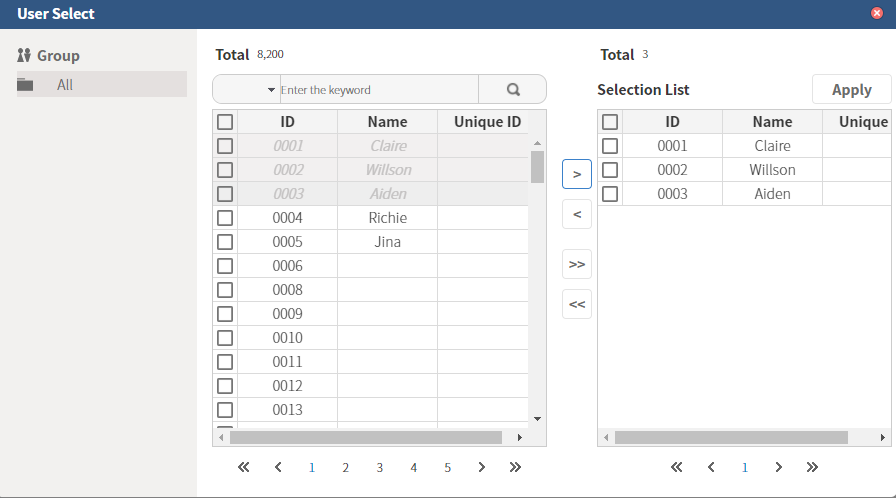 User Select
Group
All
Total 8,200
Enter the keyword
ID Name Unique ID
0001 Claire
0002 Willson
0003 Aiden
0004 Richie
0005 Jina
0006
0008
0009
0010
0011
0012
0013
1 2 3 4 5
>
<
>>
<<
Total 3
Selection List Apply
ID Name Unique
0001 Claire
0002 Willson
0003 Aiden
1